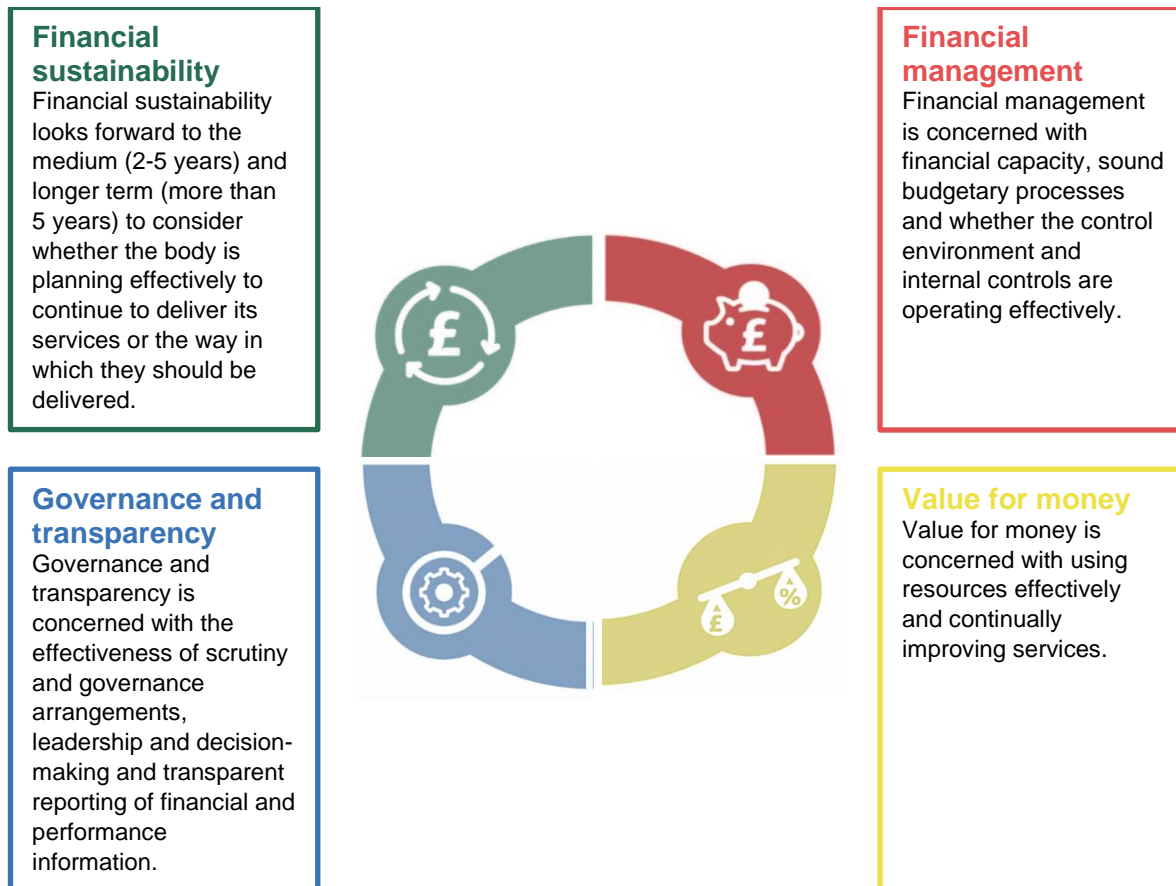 Financial
sustainability
Financial sustainability
looks forward to the
medium (2-5 years) and
longer term (more than
5 years) to consider
whether the body is
planning effectively to
continue to deliver its
services or the way in
which they should be
delivered.
Financial
management
Financial management
is concerned with
financial capacity, sound
budgetary processes
and whether the control
environment and
internal controls are
operating effectively.
£
£
Governance and
transparency
Governance and
transparency is
concerned with the
effectiveness of scrutiny
and governance
arrangements,
leadership and decision-
making and transparent
reporting of financial and
performance
information.
£ %
Value for money
Value for money is
concerned with using
resources effectively
and continually
improving services.